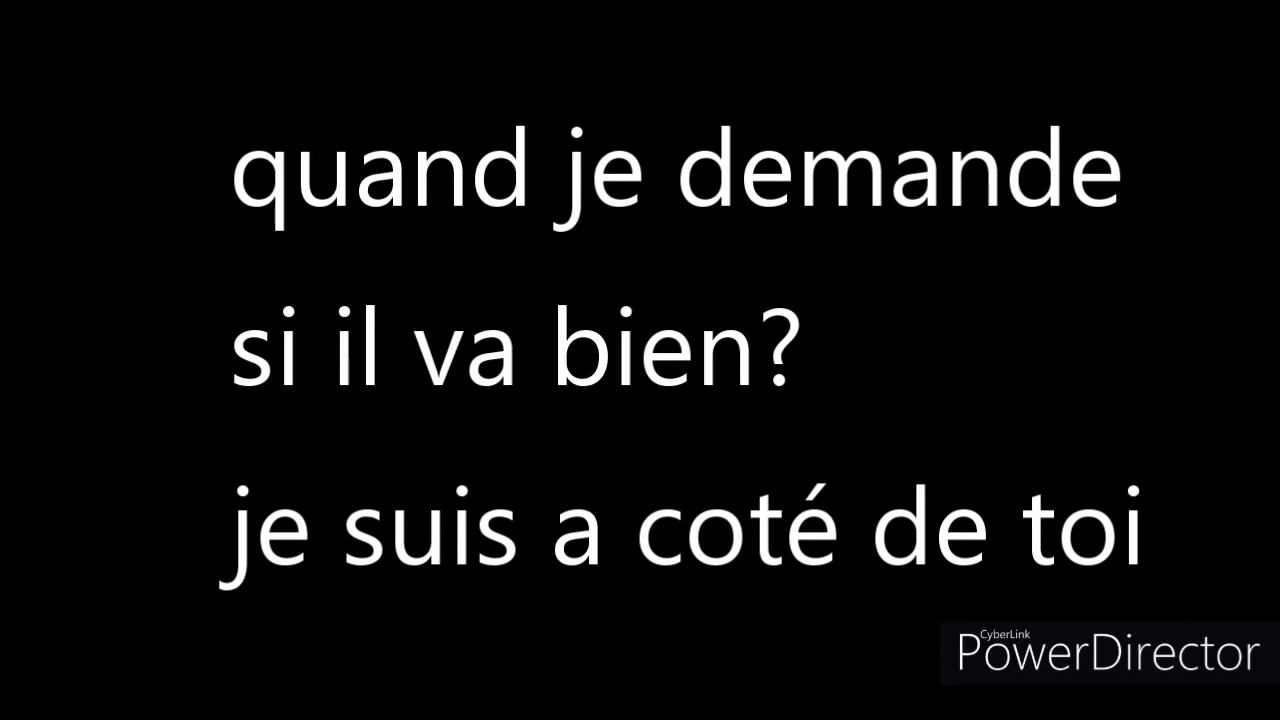 quand je demande
si il va bien?
je suis a coté de toi
CyberLink
PowerDirector